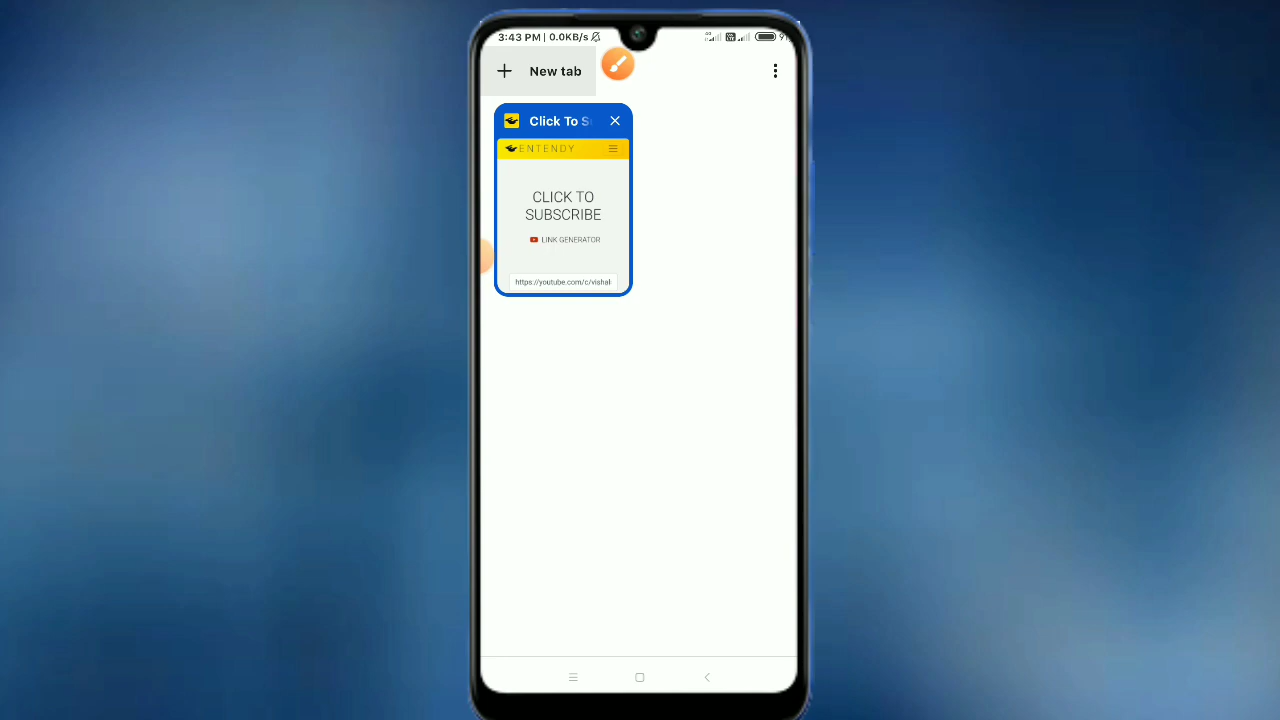 3:43 PM | 0.0KB/s
+ New tab
Click To S
ENTENDY
CLICK TO
SUBSCRIBE
LINK GENERATOR
https://youtube.com/c/vishal